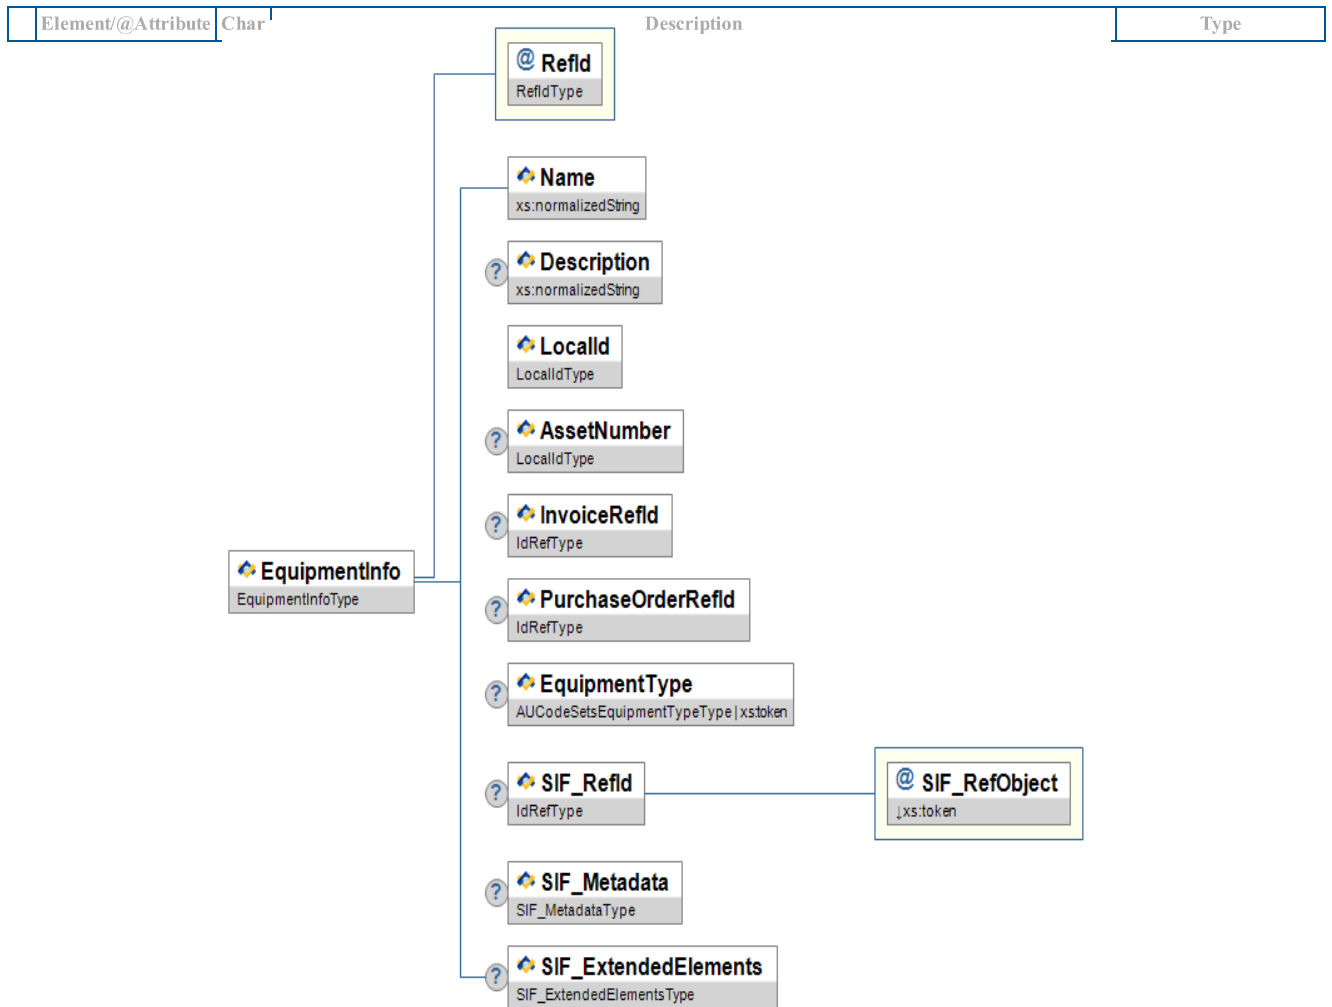 Element/@Attribute Char Description Type
@ RefId
RefIdType
Name
xs:normalizedString
? Description
xs:normalizedString
LocalId
LocalIdType
? AssetNumber
LocalIdType
? InvoiceRefId
IdRefType
EquipmentInfo
EquipmentInfoType
? PurchaseOrderRefId
IdRefType
? EquipmentType
AUCodeSetsEquipmentTypeType | xs:token
? SIF_RefId
IdRefType
@ SIF_RefObject
↓xs:token
? SIF_Metadata
SIF_MetadataType
? SIF_ExtendedElements
SIF_ExtendedElementsType